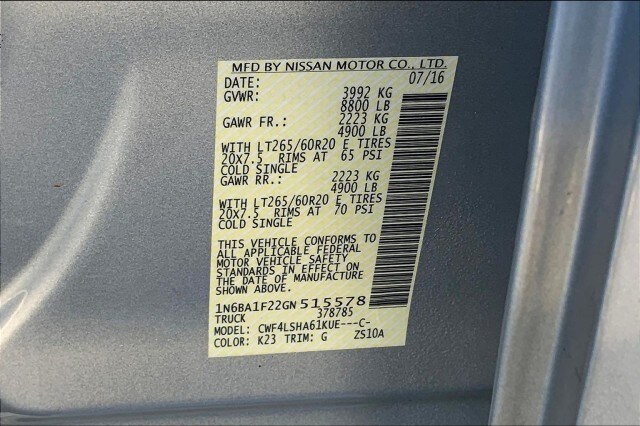 MFD BY NISSAN MOTOR CO., LTD.
DATE: 07/16
GVWR: 3992 KG
8800 LB
GAWR FR.: 2223 KG
4900 LB
WITH LT265/60R20 E TIRES
20x7.5 RIMS AT 65 PSI
COLD SINGLE
GAWR RR.: 2223 KG
4900 LB
WITH LT265/60R20 E TIRES
20x7.5 RIMS AT 70 PSI
COLD SINGLE
THIS VEHICLE CONFORMS TO
ALL APPLICABLE FEDERAL
MOTOR VEHICLE SAFETY
STANDARDS IN EFFECT ON
THE DATE OF MANUFACTURE
SHOWN ABOVE.
1N6BA1F22GN515578
TRUCK 378785
MODEL: CWF4LSHA61KUE---C-
COLOR: K23 TRIM: G ZS10A